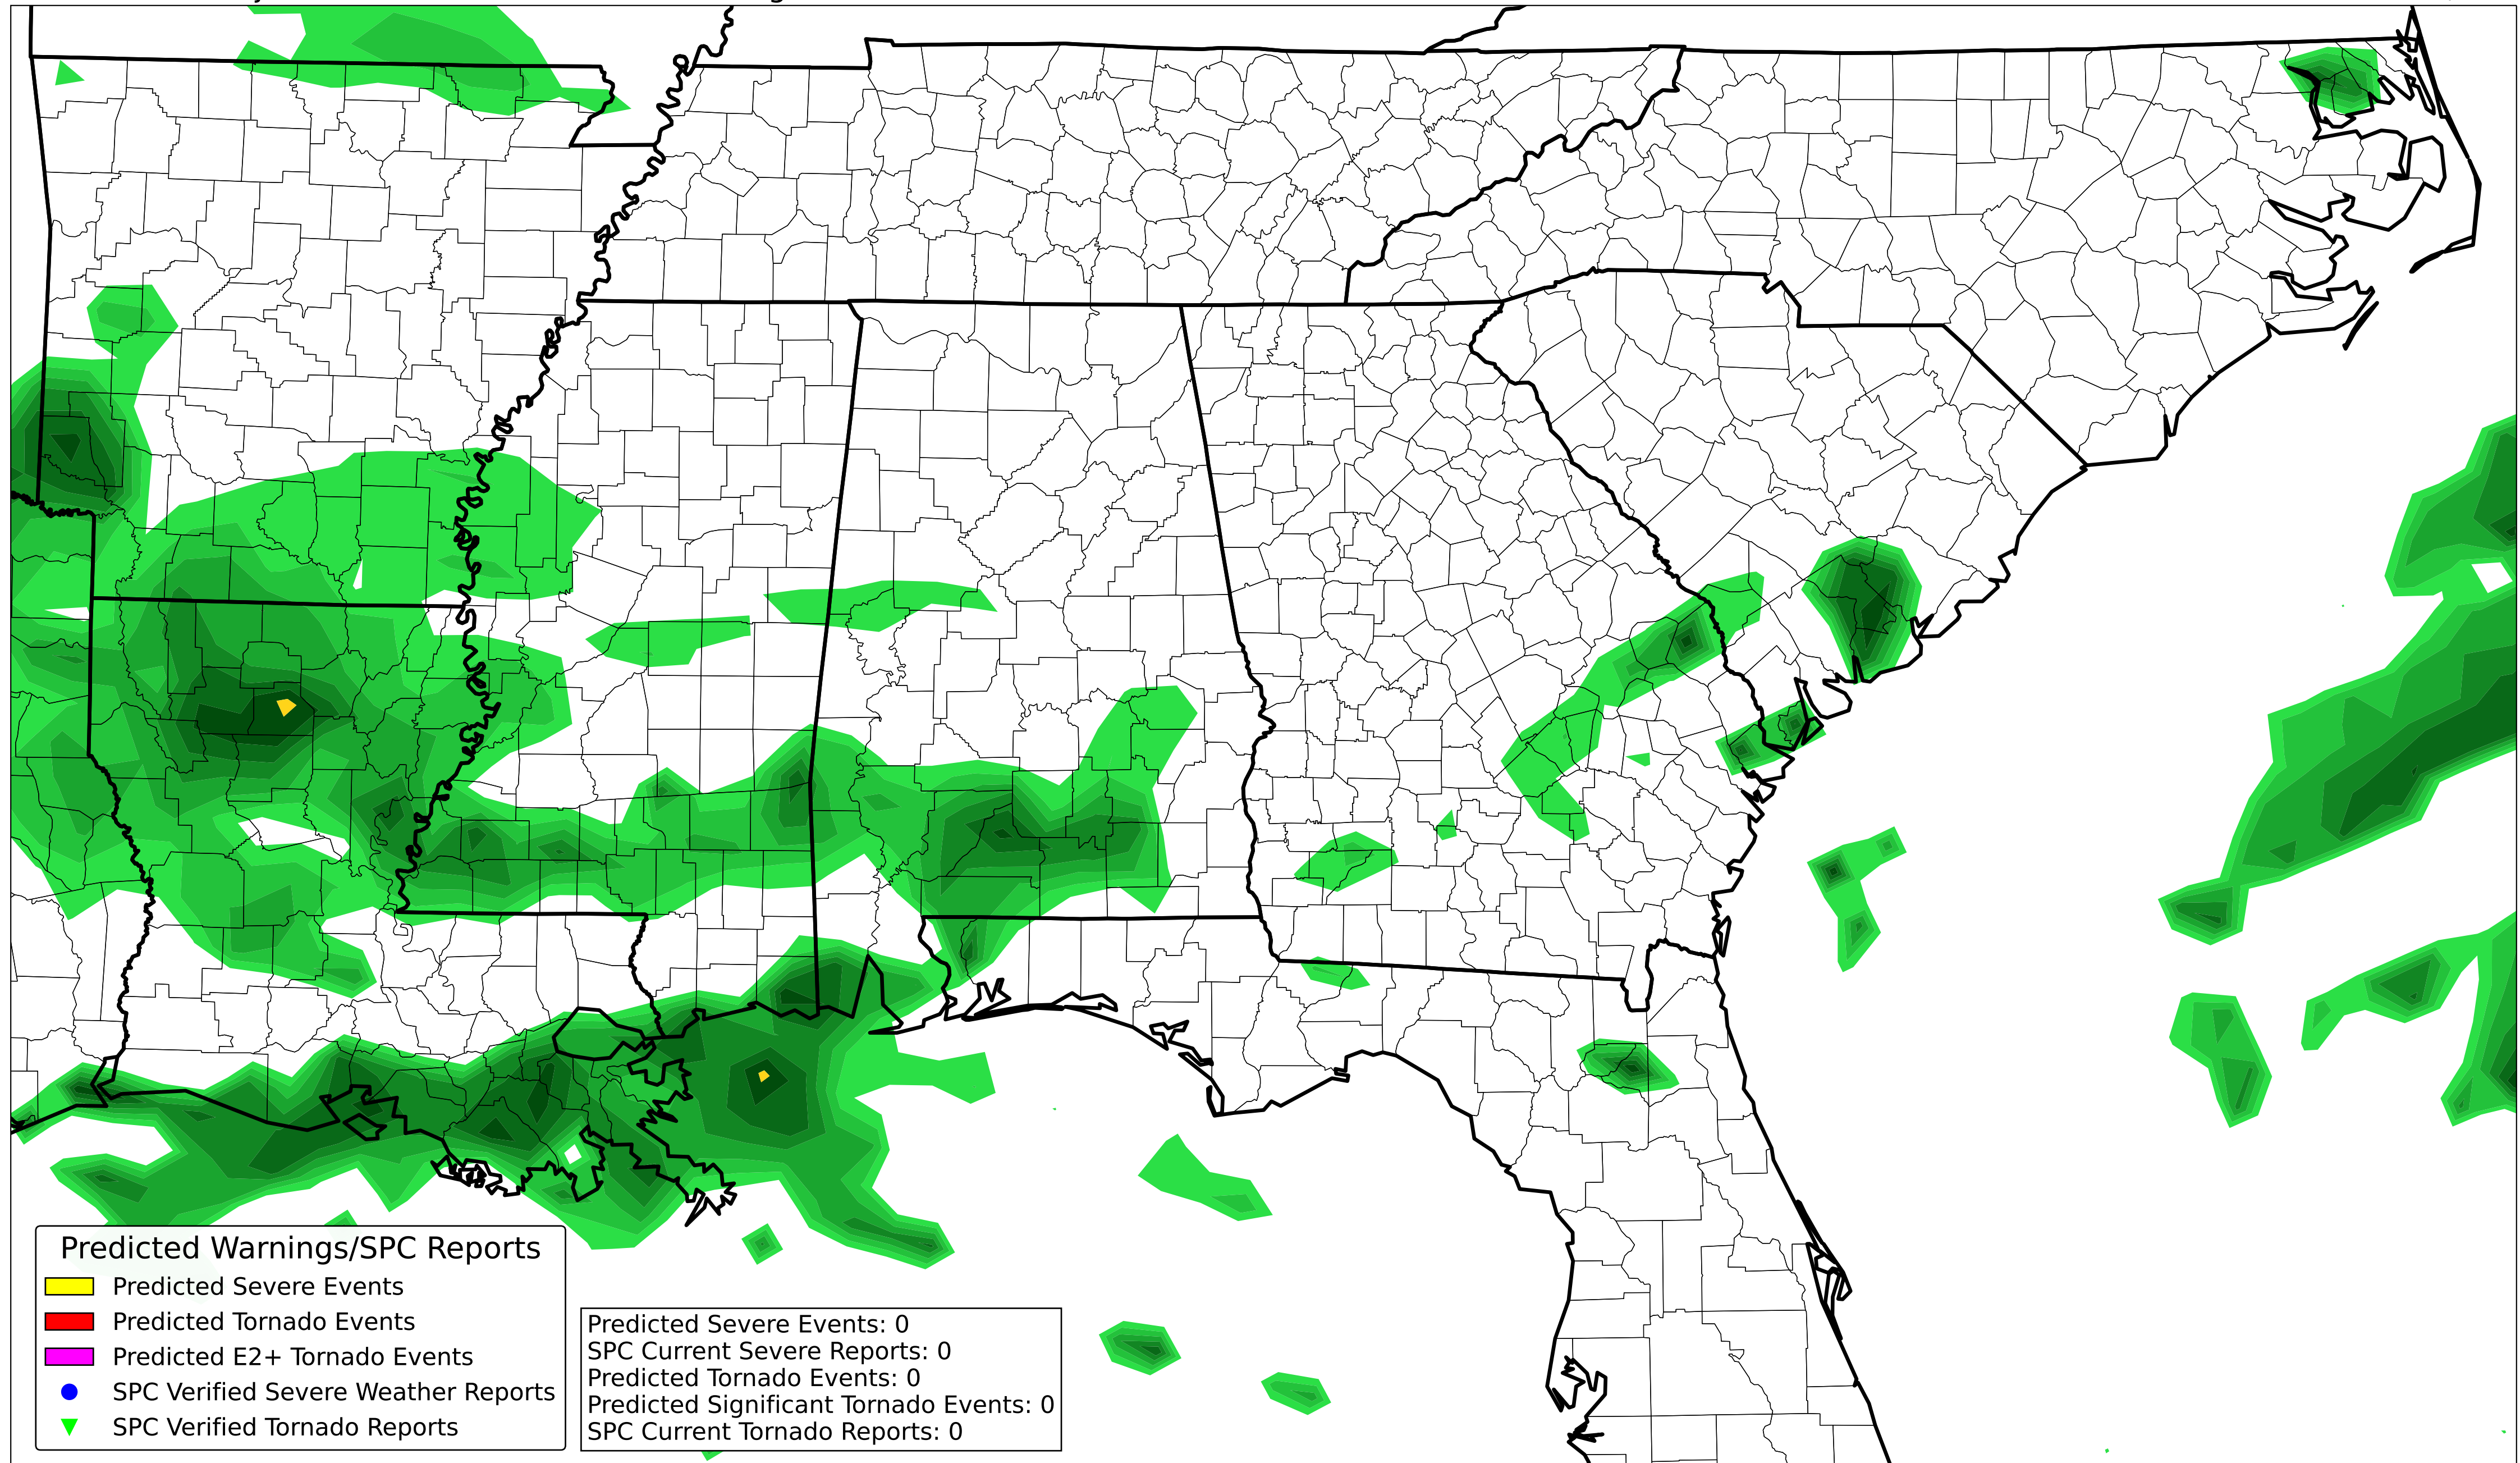 Predicted Warnings/SPC Reports
Predicted Severe Events
Predicted Tornado Events
Predicted E2+ Tornado Events
SPC Verified Severe Weather Reports
SPC Verified Tornado Reports
Predicted Severe Events: 0
SPC Current Severe Reports: 0
Predicted Tornado Events: 0
Predicted Significant Tornado Events: 0
SPC Current Tornado Reports: 0